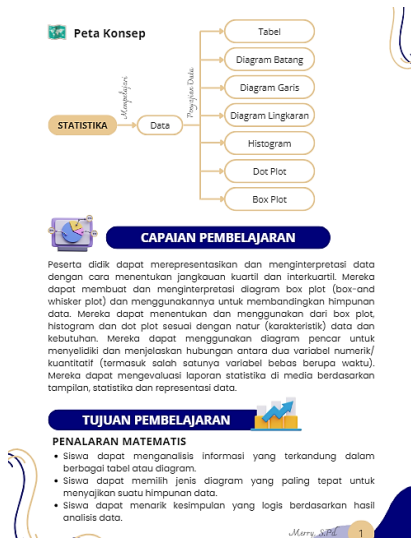 Peta Konsep
Tabel
Diagram Batang
Diagram Garis
Diagram Lingkaran
Histogram
Dot Plot
Box Plot
STATISTIKA
Mempelajari
Data
Penyajian Data
CAPAIAN PEMBELAJARAN
Peserta didik dapat merepresentasikan dan menginterpretasi data
dengan cara menentukan jangkauan kuartil dan interkuartil. Mereka
dapat membuat dan menginterpretasi diagram box plot (box-and
whisker plot) dan menggunakannya untuk membandingkan himpunan
data. Mereka dapat menentukan dan menggunakan dari box plot,
histogram dan dot plot sesuai dengan natur (karakteristik) data dan
kebutuhan. Mereka dapat menggunakan diagram pencar untuk
menyelidiki dan menjelaskan hubungan antara dua variabel numerik/
kuantitatif (termasuk salah satunya variabel bebas berupa waktu).
Mereka dapat mengevaluasi laporan statistika di media berdasarkan
tampilan, statistika dan representasi data.
TUJUAN PEMBELAJARAN
PENALARAN MATEMATIS
• Siswa dapat menganalisis informasi yang terkandung dalam
berbagai tabel atau diagram.
• Siswa dapat memilih jenis diagram yang paling tepat untuk
menyajikan suatu himpunan data.
• Siswa dapat menarik kesimpulan yang logis berdasarkan hasil
analisis data.
Merry, S.Pd
1